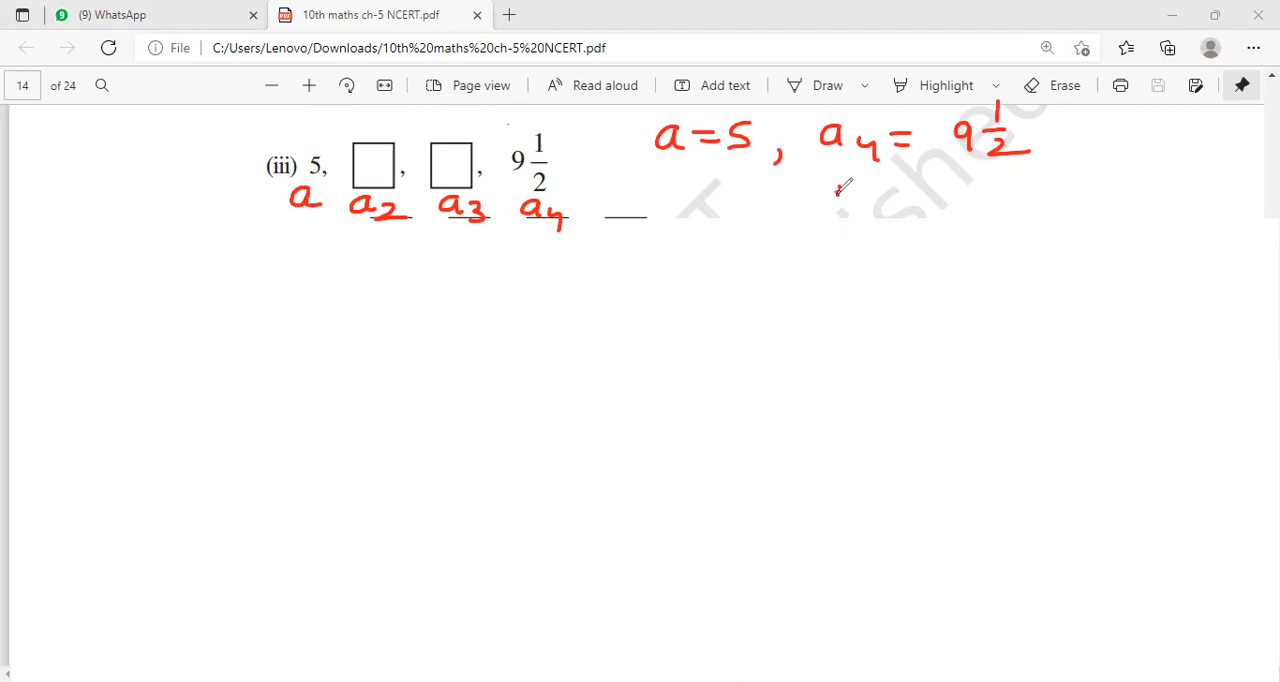 (9) WhatsApp
10th maths ch-5 NCERT.pdf
File C:/Users/Lenovo/Downloads/10th%20maths%20ch-5%20NCERT.pdf
14 of 24 Page view Read aloud Add text Draw Highlight Erase
(iii) 5, □, □, 9 1/2
a a2 a3 a4
a=5, a4= 9 1/2